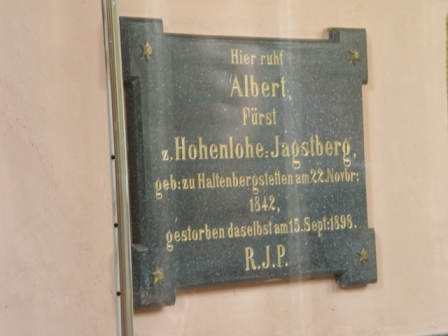 Hier ruht
Albert,
Fürst
z. Hohenlohe-Jagstberg,
geb: zu Haltenbergstetten am 22. Novbr:
1842,
gestorben daselbst am 15. Sept: 1898.
R.J.P.